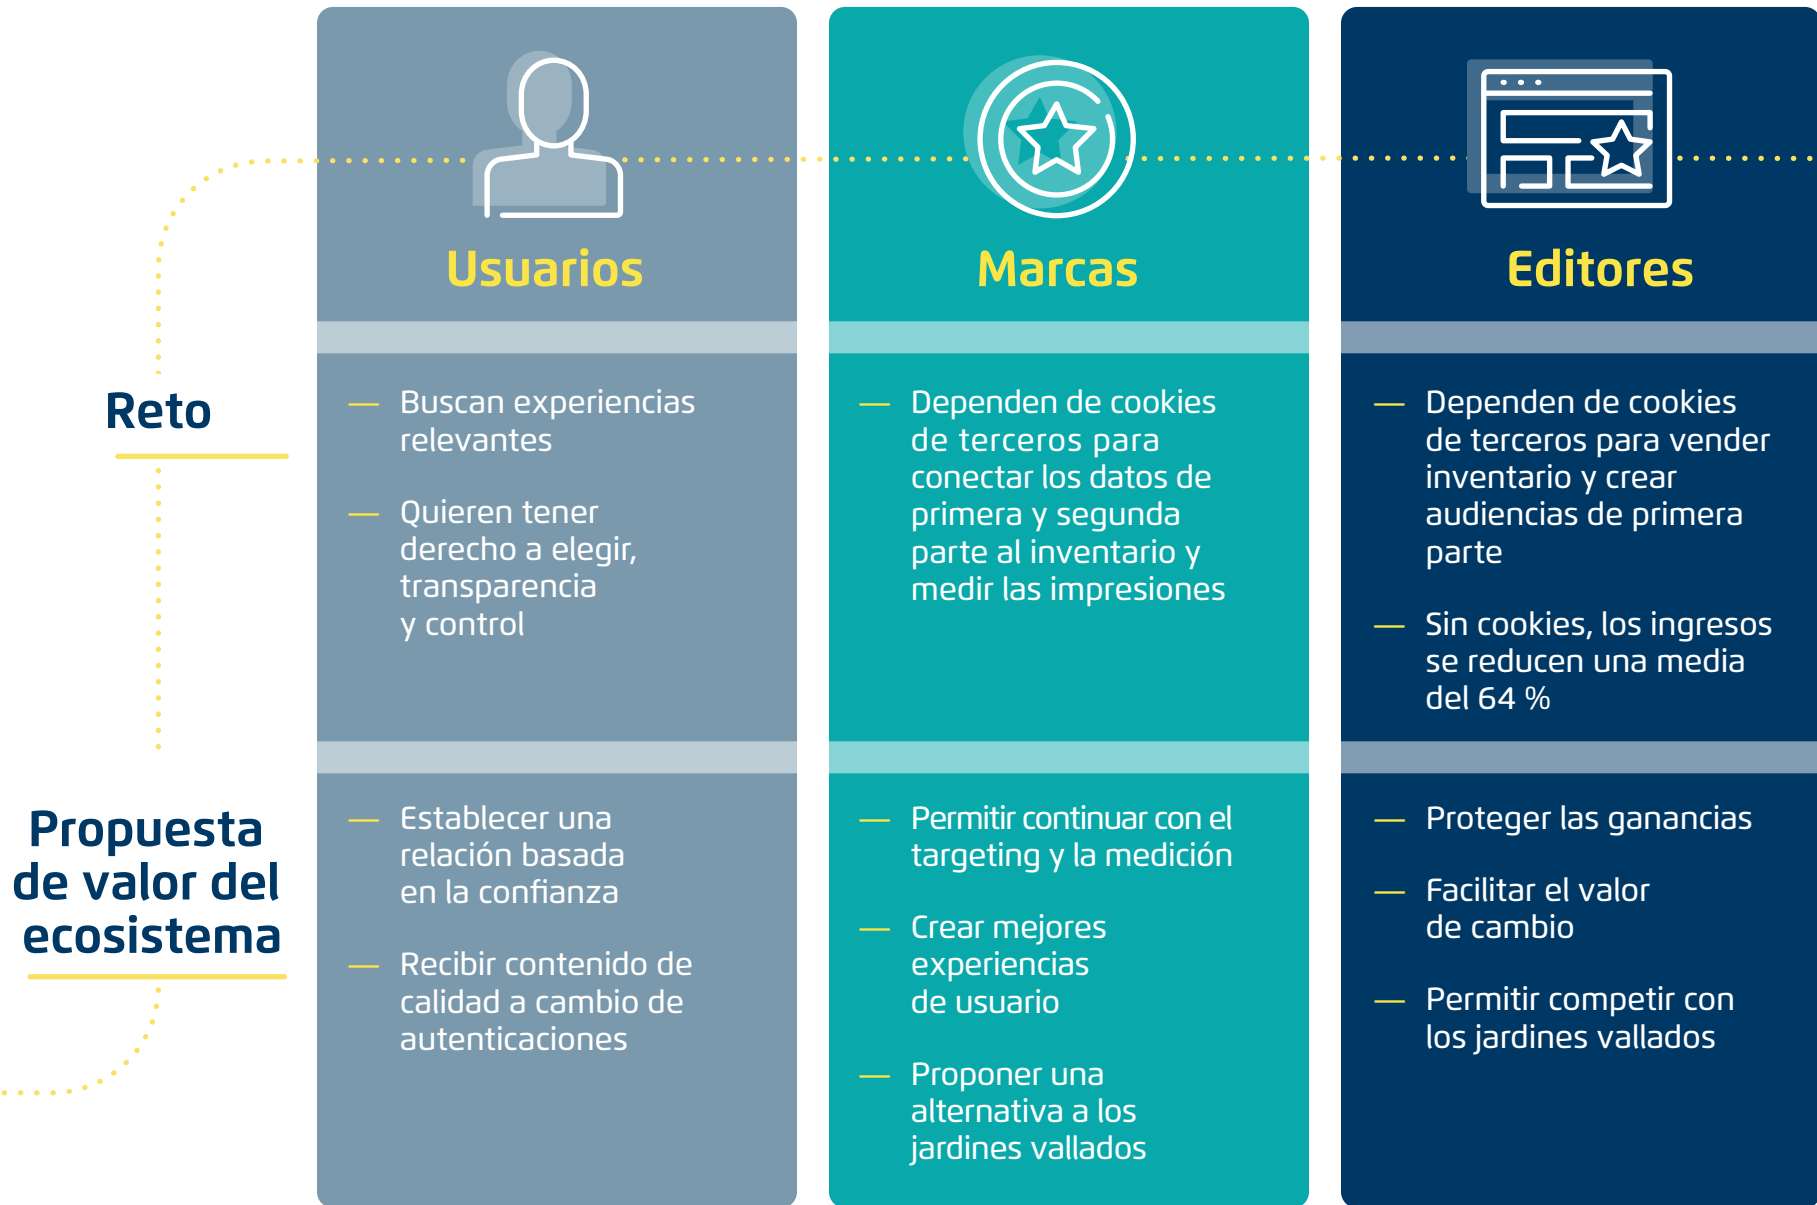 Usuarios
Marcas
Editores
Reto
— Buscan experiencias
relevantes
— Quieren tener
derecho a elegir,
transparencia
y control
— Dependen de cookies
de terceros para
conectar los datos de
primera y segunda
parte al inventario y
medir las impresiones
— Dependen de cookies
de terceros para vender
inventario y crear
audiencias de primera
parte
— Sin cookies, los ingresos
se reducen una media
del 64 %
Propuesta
de valor del
ecosistema
— Establecer una
relación basada
en la confianza
— Recibir contenido de
calidad a cambio de
autenticaciones
— Permitir continuar con el
targeting y la medición
— Crear mejores
experiencias
de usuario
— Proponer una
alternativa a los
jardines vallados
— Proteger las ganancias
— Facilitar el valor
de cambio
— Permitir competir con
los jardines vallados